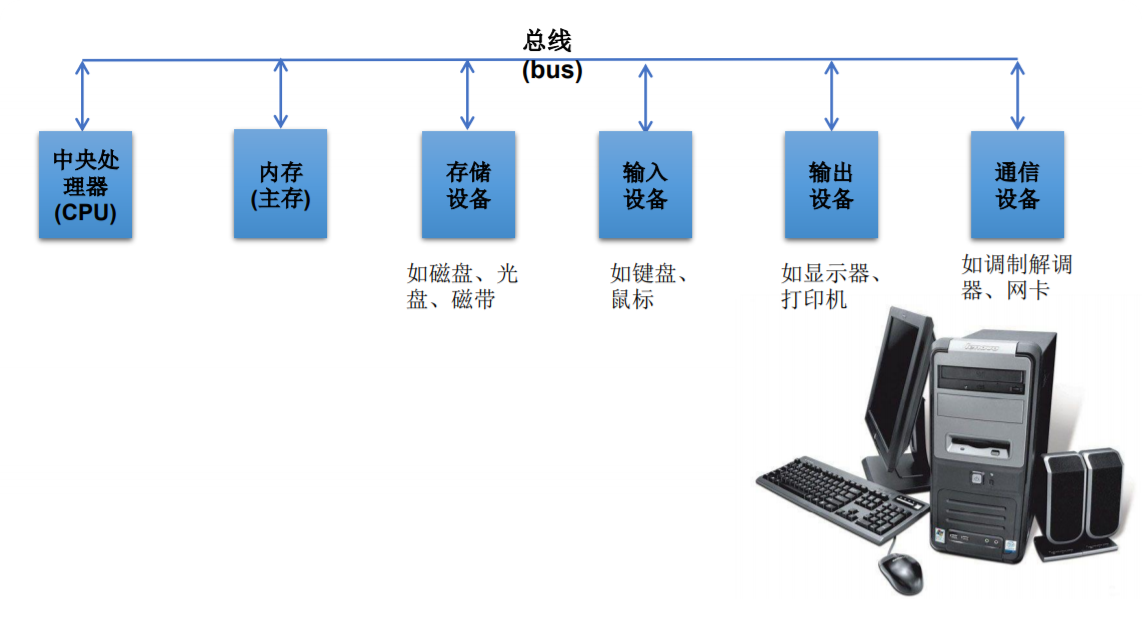 总线
(bus)
中央处
理器
(CPU)
内存
(主存)
存储
设备
输入
设备
输出
设备
通信
设备
如磁盘、光
盘、磁带
如键盘、
鼠标
如显示器、
打印机
如调制解调
器、网卡